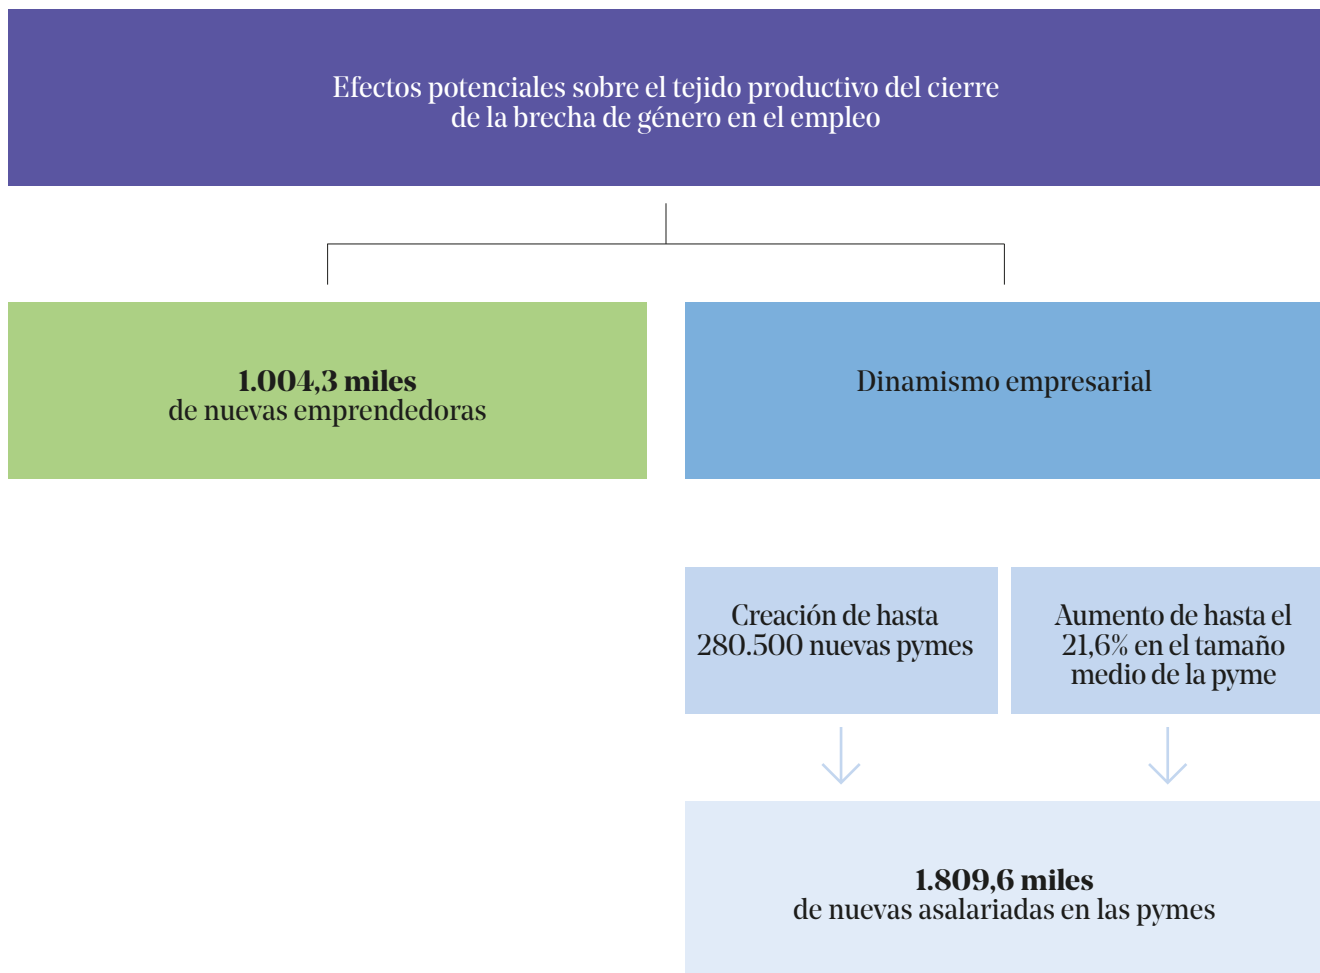 Efectos potenciales sobre el tejido productivo del cierre
de la brecha de género en el empleo
1.004,3 miles
de nuevas emprendedoras
Dinamismo empresarial
Creación de hasta
280.500 nuevas pymes
Aumento de hasta el
21,6% en el tamaño
medio de la pyme
1.809,6 miles
de nuevas asalariadas en las pymes